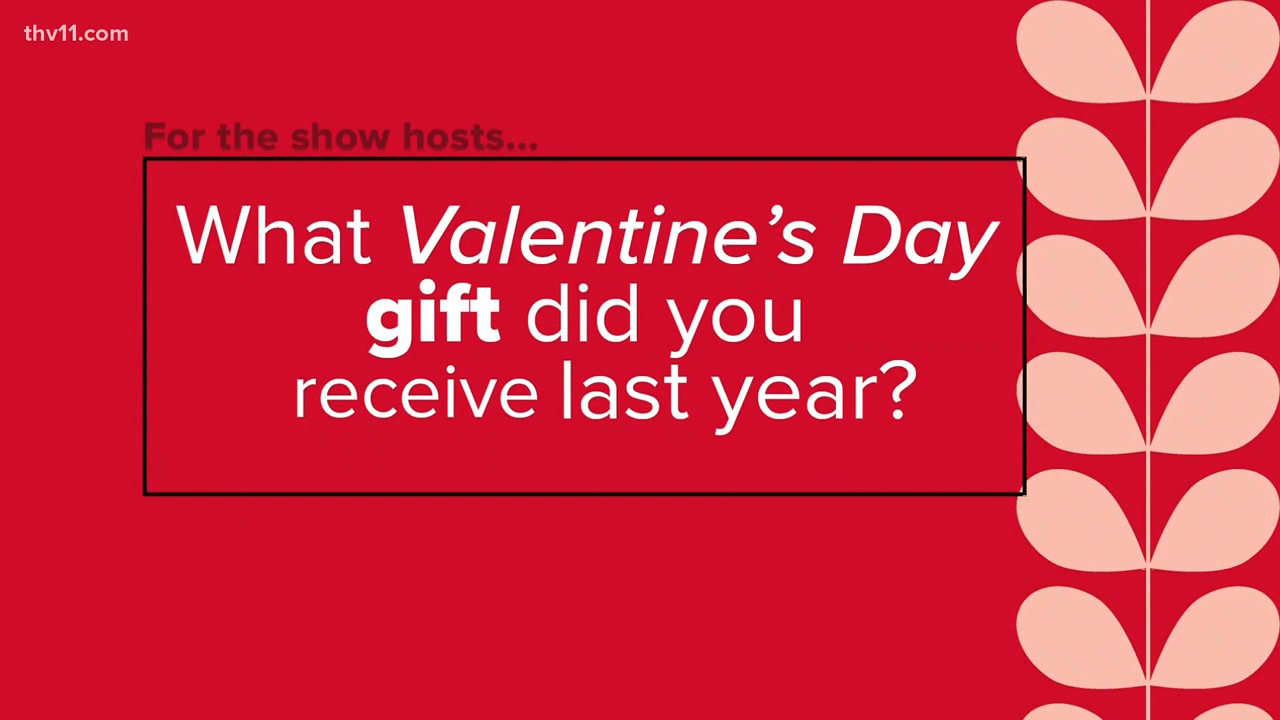 thv11.com
For the show hosts...
What Valentine’s Day
gift did you
receive last year?